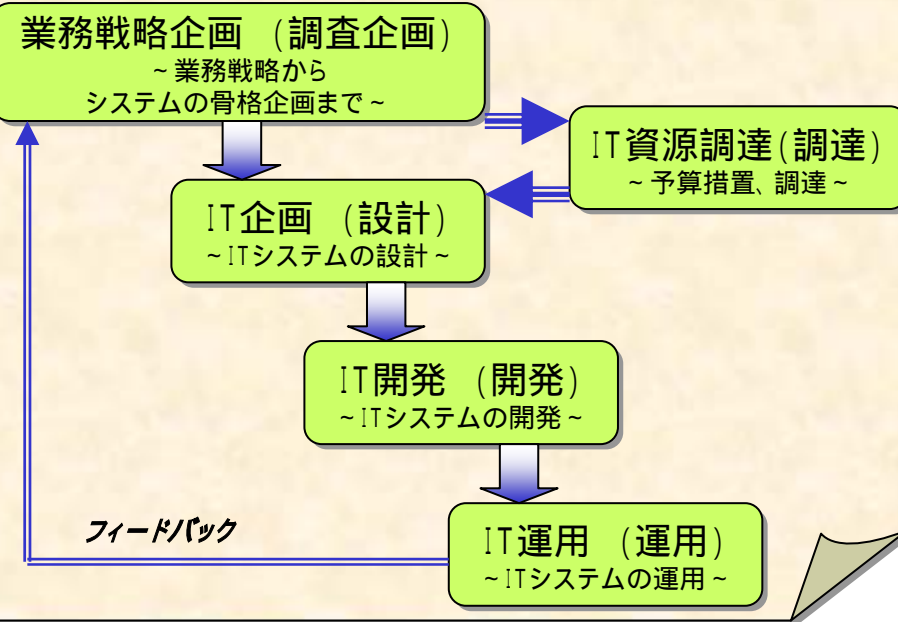 業務戦略企画 (調査企画)
~業務戦略から
システムの骨格企画まで~
IT資源調達(調達)
~予算措置、調達~
IT企画 (設計)
~ITシステムの設計~
IT開発 (開発)
~ITシステムの開発~
フィードバック
IT運用 (運用)
~ITシステムの運用~